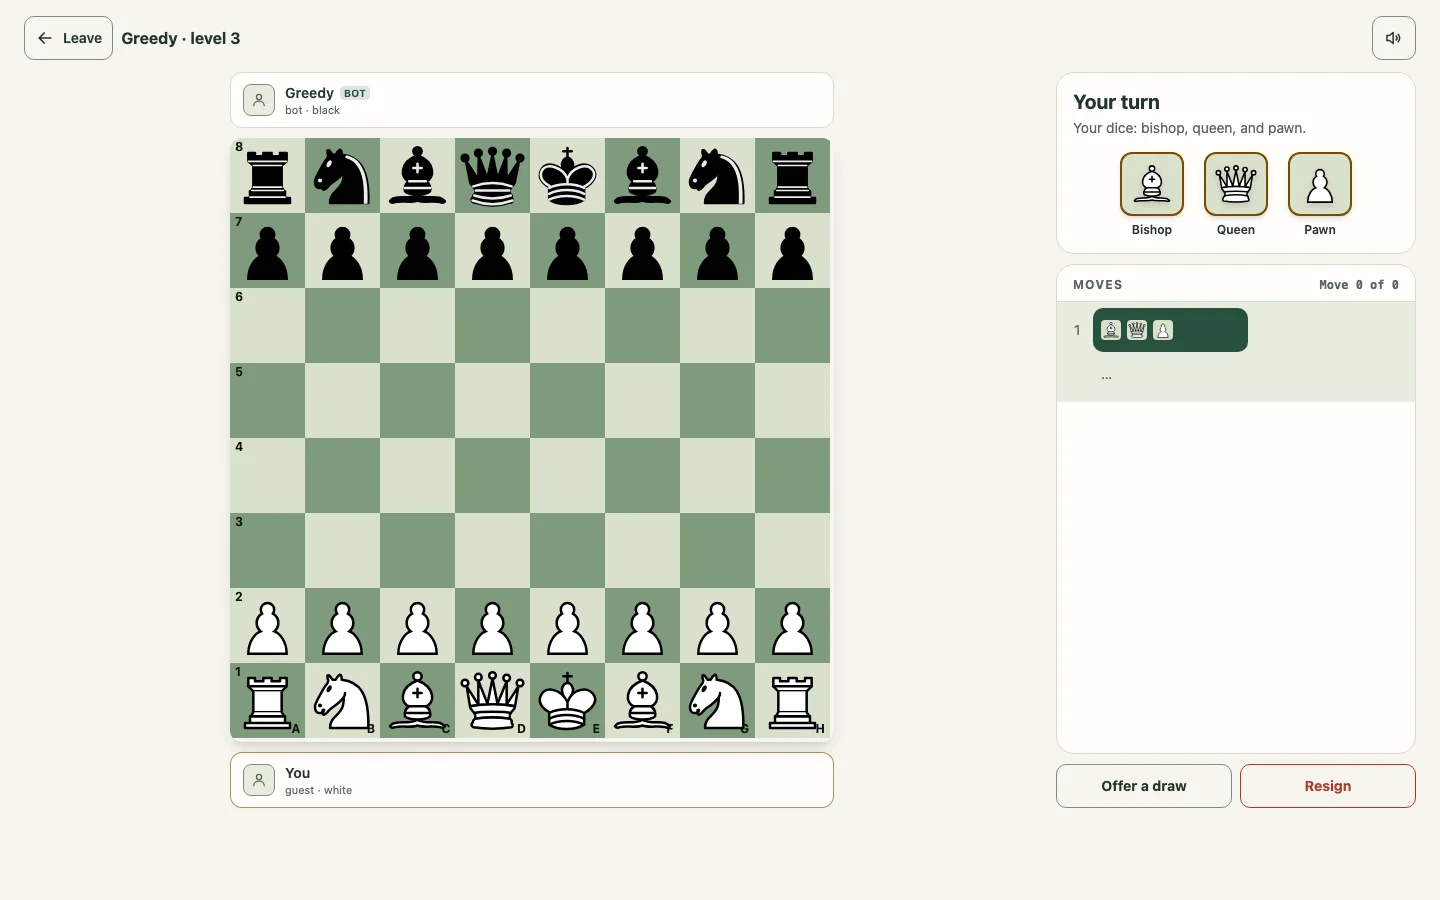 Leave
Greedy · level 3
Greedy BOT
bot · black
8
7
6
5
4
3
2
1
A B C D E F G H
You
guest · white
Your turn
Your dice: bishop, queen, and pawn.
Bishop Queen Pawn
MOVES Move 0 of 0
1
...
Offer a draw Resign